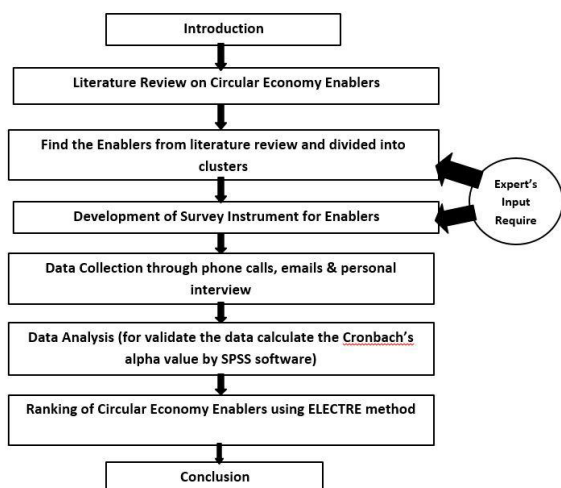 Introduction
Literature Review on Circular Economy Enablers
Find the Enablers from literature review and divided into
clusters
Expert's
Input
Require
Development of Survey Instrument for Enablers
Data Collection through phone calls, emails & personal
interview
Data Analysis (for validate the data calculate the Cronbach's
alpha value by SPSS software)
Ranking of Circular Economy Enablers using ELECTRE method
Conclusion